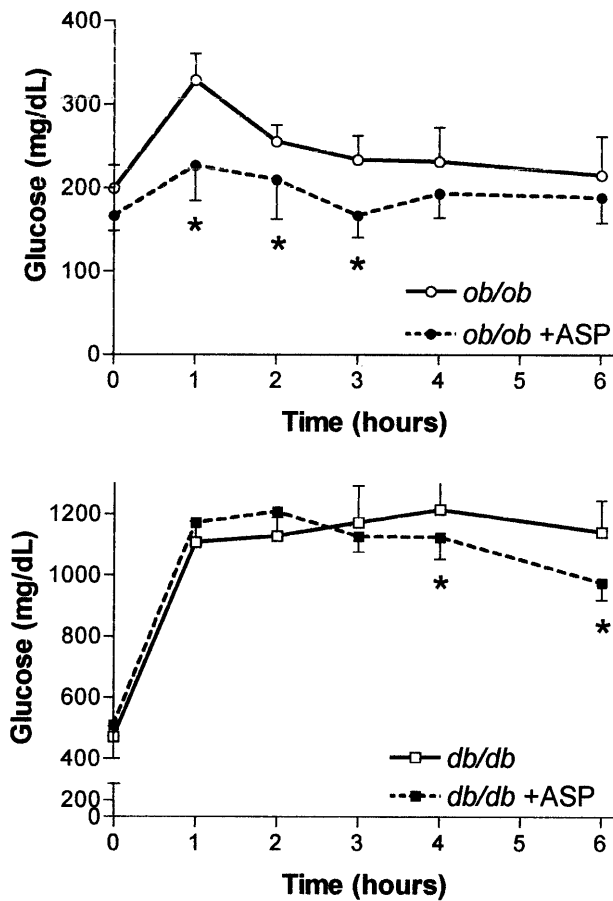 400
300
200
100
0
Glucose (mg/dL)
*
*
*
ob/ob
ob/ob +ASP
0 1 2 3 4 5 6
Time (hours)
1200
1000
800
600
400
200
0
Glucose (mg/dL)
*
*
db/db
db/db +ASP
0 1 2 3 4 5 6
Time (hours)